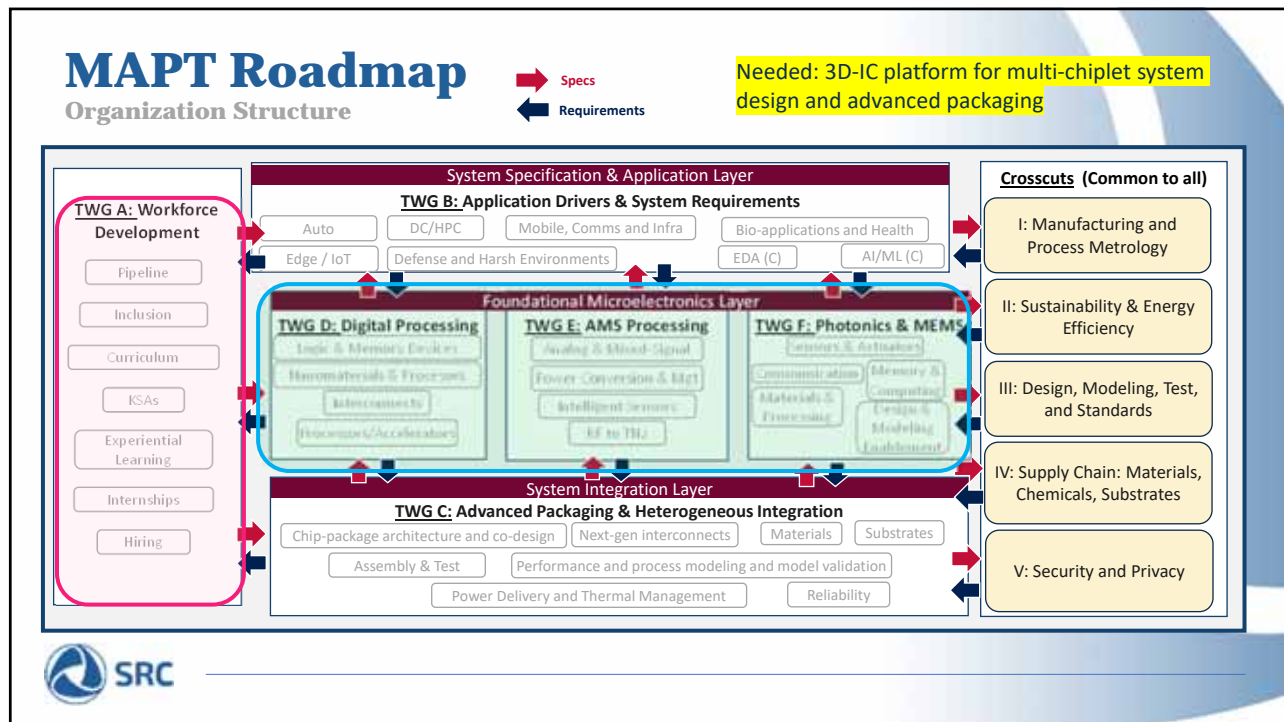 MAPT Roadmap
Organization Structure
Specs
Requirements
Needed: 3D-IC platform for multi-chiplet system
design and advanced packaging
TWG A: Workforce
Development
Pipeline
Inclusion
Curriculum
KSAs
Experiential
Learning
Internships
Hiring
System Specification & Application Layer
TWG B: Application Drivers & System Requirements
Auto
DC/HPC
Mobile, Comms and Infra
Bio-applications and Health
Edge / IoT
Defense and Harsh Environments
EDA (C)
AI/ML (C)
Foundational Microelectronics Layer
TWG D: Digital Processing
Logic & Memory Devices
Nanomaterials & Processes
Interconnects
Processors/Accelerators
TWG E: AMS Processing
Analog & Mixed-Signal
Power Conversion & Mgt
Intelligent Sensors
RF to THz
TWG F: Photonics & MEMS
Sensors & Actuators
Communication
Memory &
Computing
Materials &
Processing
Design &
Modeling
Enablement
System Integration Layer
TWG C: Advanced Packaging & Heterogeneous Integration
Chip-package architecture and co-design
Next-gen interconnects
Materials
Substrates
Assembly & Test
Performance and process modeling and model validation
Power Delivery and Thermal Management
Reliability
Crosscuts (Common to all)
I: Manufacturing and
Process Metrology
II: Sustainability & Energy
Efficiency
III: Design, Modeling, Test,
and Standards
IV: Supply Chain: Materials,
Chemicals, Substrates
V: Security and Privacy
SRC